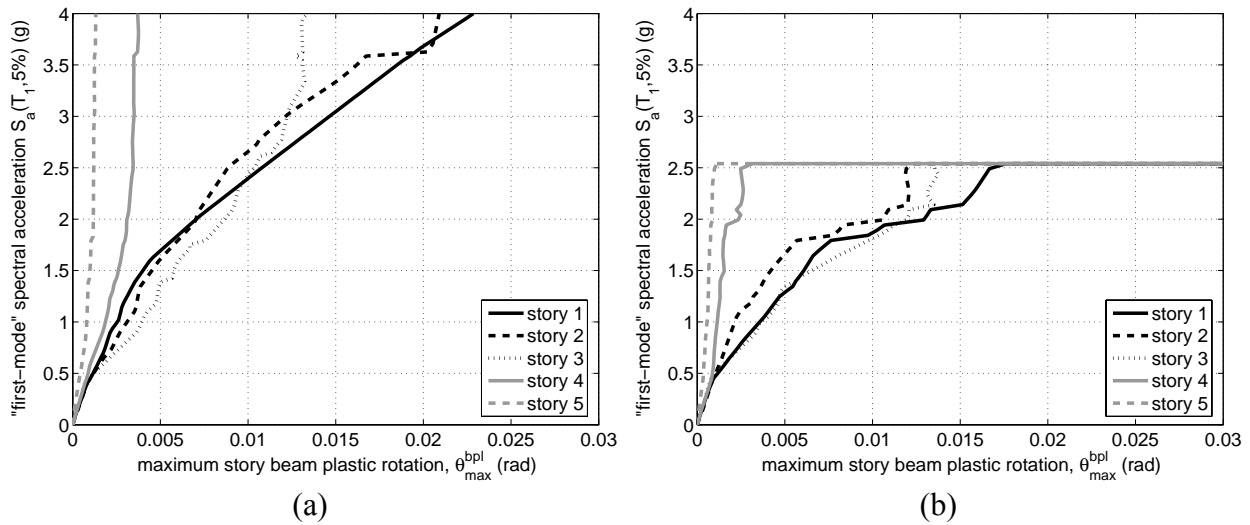 4
3.5
3
2.5
2
1.5
1
0.5
0
"first−mode" spectral acceleration S_a(T_1,5%) (g)
story 1
story 2
story 3
story 4
story 5
0 0.005 0.01 0.015 0.02 0.025 0.03
maximum story beam plastic rotation, θ_max^bpl (rad)
(a)
4
3.5
3
2.5
2
1.5
1
0.5
0
"first−mode" spectral acceleration S_a(T_1,5%) (g)
story 1
story 2
story 3
story 4
story 5
0 0.005 0.01 0.015 0.02 0.025 0.03
maximum story beam plastic rotation, θ_max^bpl (rad)
(b)